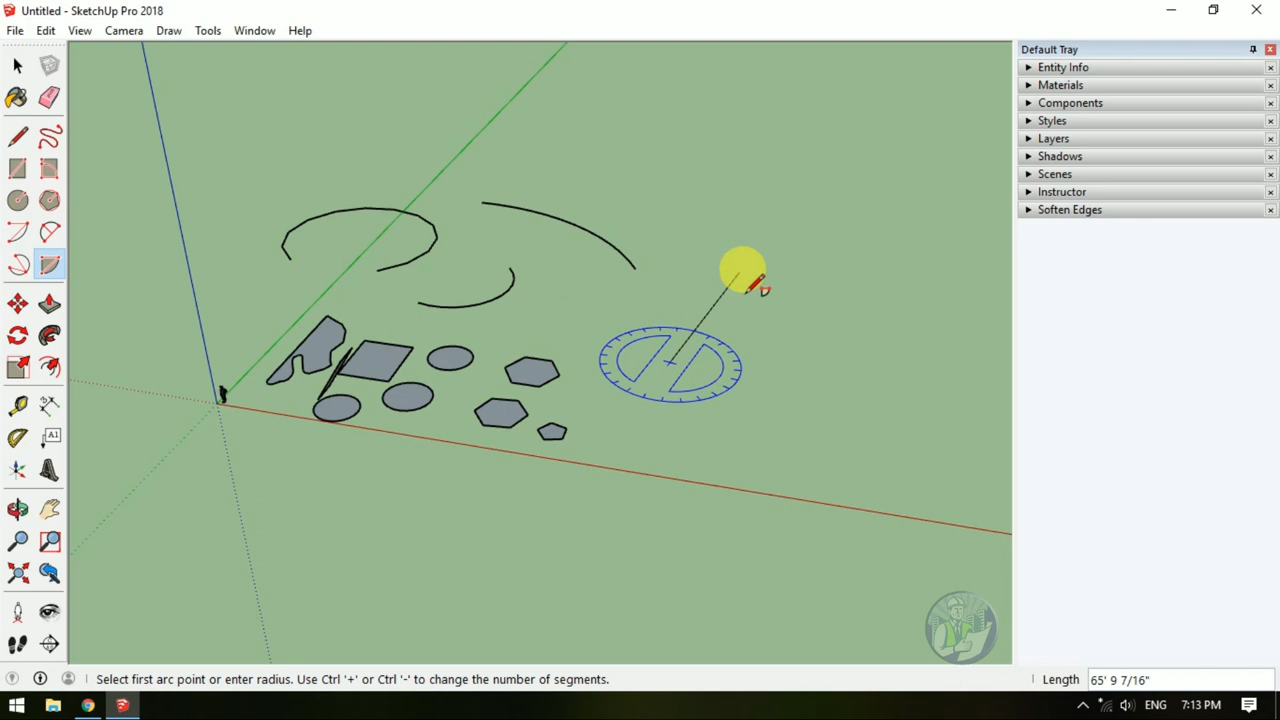 Untitled - SketchUp Pro 2018
File Edit View Camera Draw Tools Window Help
Default Tray
Entity Info
Materials
Components
Styles
Layers
Shadows
Scenes
Instructor
Soften Edges
A1
Select first arc point or enter radius. Use Ctrl '+' or Ctrl '-' to change the number of segments.
Length 65' 9 7/16"
ENG 7:13 PM